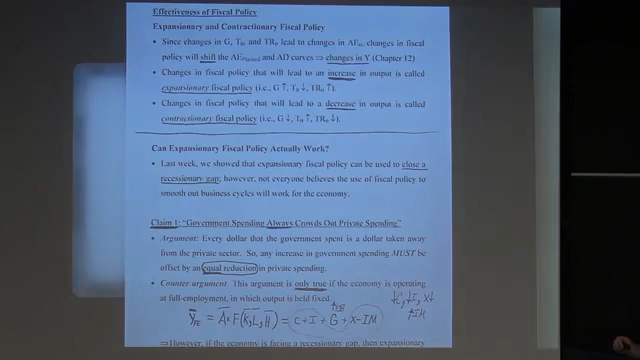 Effectiveness of Fiscal Policy
Expansionary and Contractionary Fiscal Policy
• Since changes in G, T₀, and TR₀ lead to changes in AE₀, changes in fiscal
policy will shift the AE_Planned and AD curves ⇒ changes in Y (Chapter 12)
• Changes in fiscal policy that will lead to an increase in output is called
expansionary fiscal policy (i.e., G ↑, T₀ ↓, TR₀ ↑).
• Changes in fiscal policy that will lead to a decrease in output is called
contractionary fiscal policy (i.e., G ↓, T₀ ↑, TR₀ ↓).
Can Expansionary Fiscal Policy Actually Work?
• Last week, we showed that expansionary fiscal policy can be used to close a
recessionary gap; however, not everyone believes the use of fiscal policy to
smooth out business cycles will work for the economy.
Claim 1: "Government Spending Always Crowds Out Private Spending"
• Argument: Every dollar that the government spent is a dollar taken away
from the private sector. So, any increase in government spending MUST be
offset by an equal reduction in private spending.
• Counter argument: This argument is only true if the economy is operating
at full-employment, in which output is held fixed.
↓C, ↓I, X↓
↑IM
Y_FE = A × F(K, L, H) = C + I + G + X - IM
⇒ However, if the economy is facing a recessionary gap, then expansionary